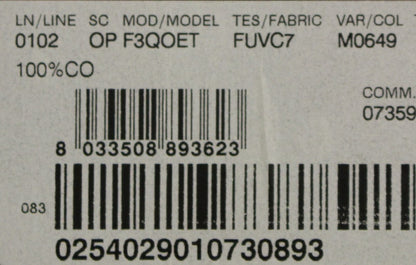 LN/LINE SC MOD/MODEL TES/FABRIC VAR/COL
0102 OP F3QOET FUVC7 M0649
100%CO
COMM.
07359
8 033508 893623
083
0254029010730893